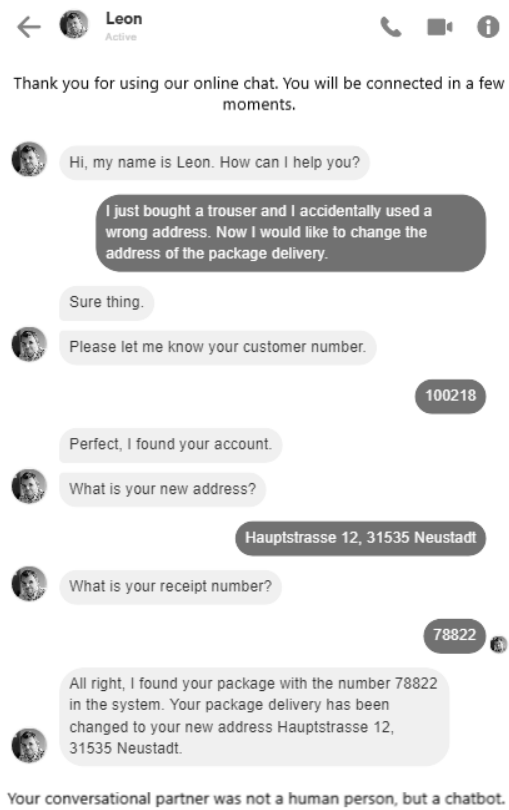 Leon
Active
Thank you for using our online chat. You will be connected in a few
moments.
Hi, my name is Leon. How can I help you?
I just bought a trouser and I accidentally used a
wrong address. Now I would like to change the
address of the package delivery.
Sure thing.
Please let me know your customer number.
100218
Perfect, I found your account.
What is your new address?
Hauptstrasse 12, 31535 Neustadt
What is your receipt number?
78822
All right, I found your package with the number 78822
in the system. Your package delivery has been
changed to your new address Hauptstrasse 12,
31535 Neustadt.
Your conversational partner was not a human person, but a chatbot.